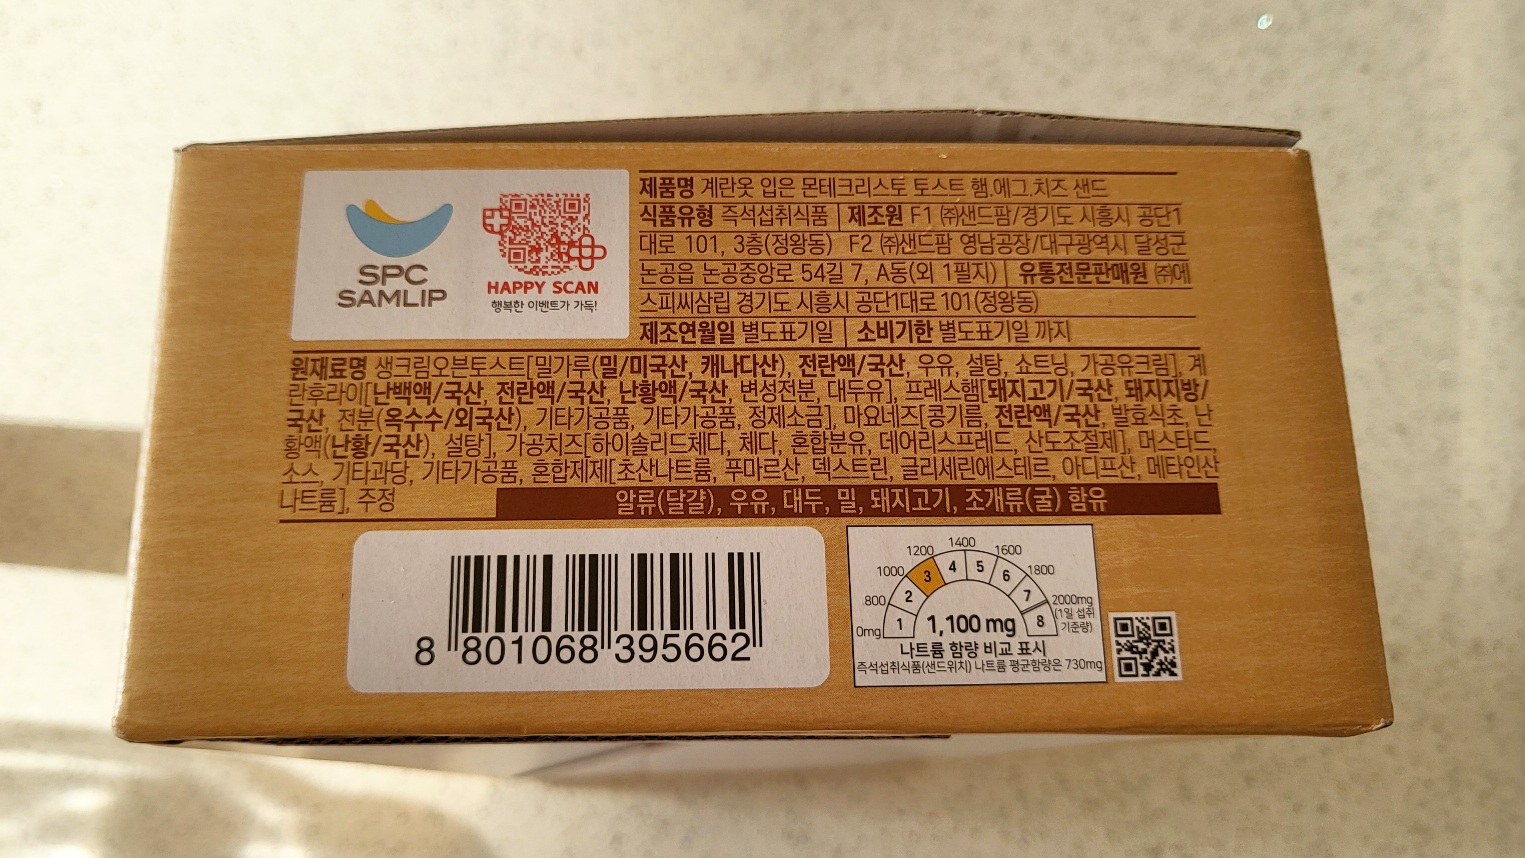 SPC
SAMLIP
HAPPY SCAN
행복한 이벤트가 가득!
제품명 계란옷 입은 몬테크리스토 토스트 햄.에그.치즈 샌드
식품유형 즉석섭취식품 | 제조원 F1 ㈜샌드팜/경기도 시흥시 공단1
대로 101, 3층(정왕동) F2 ㈜샌드팜 영남공장/대구광역시 달성군
논공읍 논공중앙로 54길 7, A동(외 1필지) | 유통전문판매원 ㈜에
스피씨삼립 경기도 시흥시 공단1대로 101(정왕동)
제조연월일 별도표기일 | 소비기한 별도표기일 까지
원재료명 생크림오븐토스트[밀가루(밀/미국산, 캐나다산), 전란액/국산, 우유, 설탕, 쇼트닝, 가공유크림], 계
란후라이[난백액/국산, 전란액/국산, 난황액/국산, 변성전분, 대두유], 프레스햄[돼지고기/국산, 돼지지방/
국산, 전분(옥수수/외국산), 기타가공품, 기타가공품, 정제소금], 마요네즈[콩기름, 전란액/국산, 발효식초, 난
황액(난황/국산), 설탕], 가공치즈[하이솔리드체다, 체다, 혼합분유, 데어리스프레드, 산도조절제], 머스타드
소스, 기타과당, 기타가공품, 혼합제제[초산나트륨, 푸마르산, 덱스트린, 글리세린에스테르, 아디프산, 메타인산
나트륨], 주정
알류(달걀), 우유, 대두, 밀, 돼지고기, 조개류(굴) 함유
8 801068 395662
0mg 800 1000 1200 1400 1600 1800 2000mg
(1일 섭취
기준량)
1 2 3 4 5 6 7 8
1,100 mg
나트륨 함량 비교 표시
즉석섭취식품(샌드위치) 나트륨 평균함량은 730mg